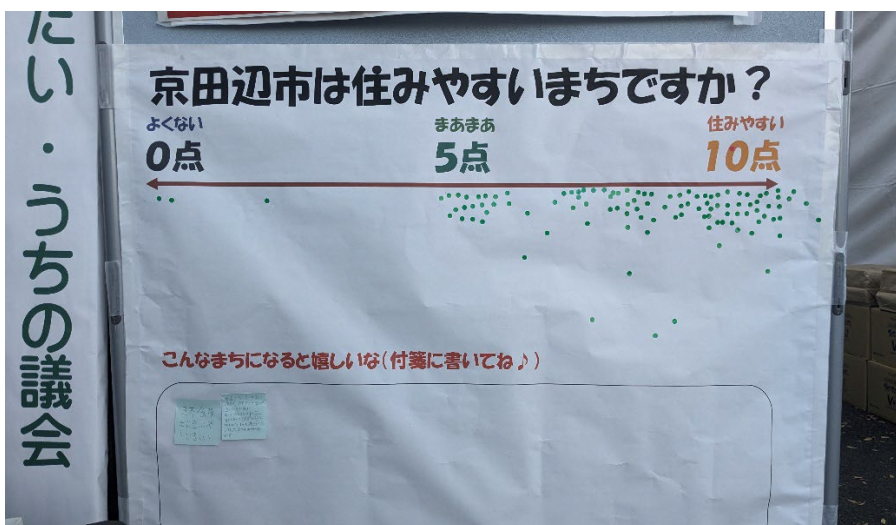 たい・うちの議会
京田辺市は住みやすいまちですか？
よくない
まあまあ
住みやすい
0点
5点
10点
こんなまちになると嬉しいな（付箋に書いてね♪）